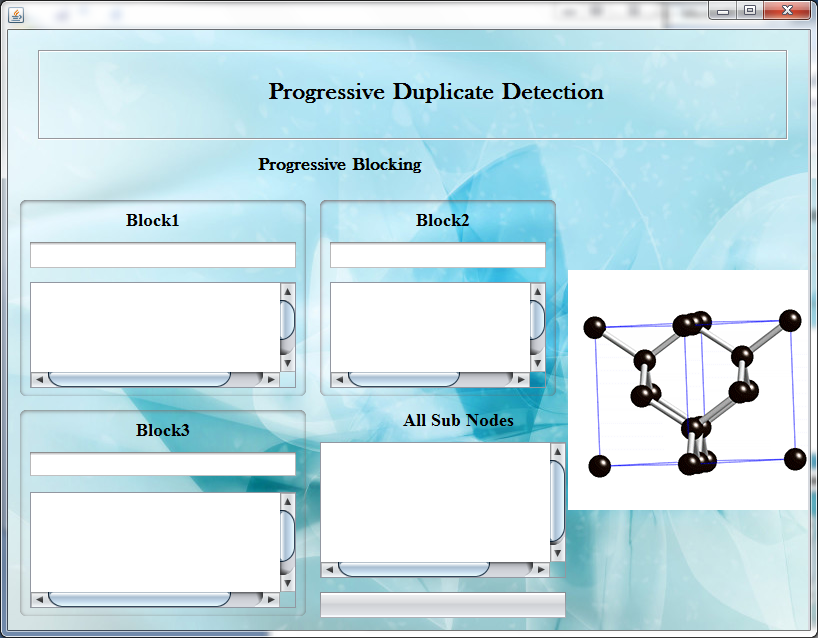 Progressive Duplicate Detection
Progressive Blocking
Block1
Block2
Block3
All Sub Nodes